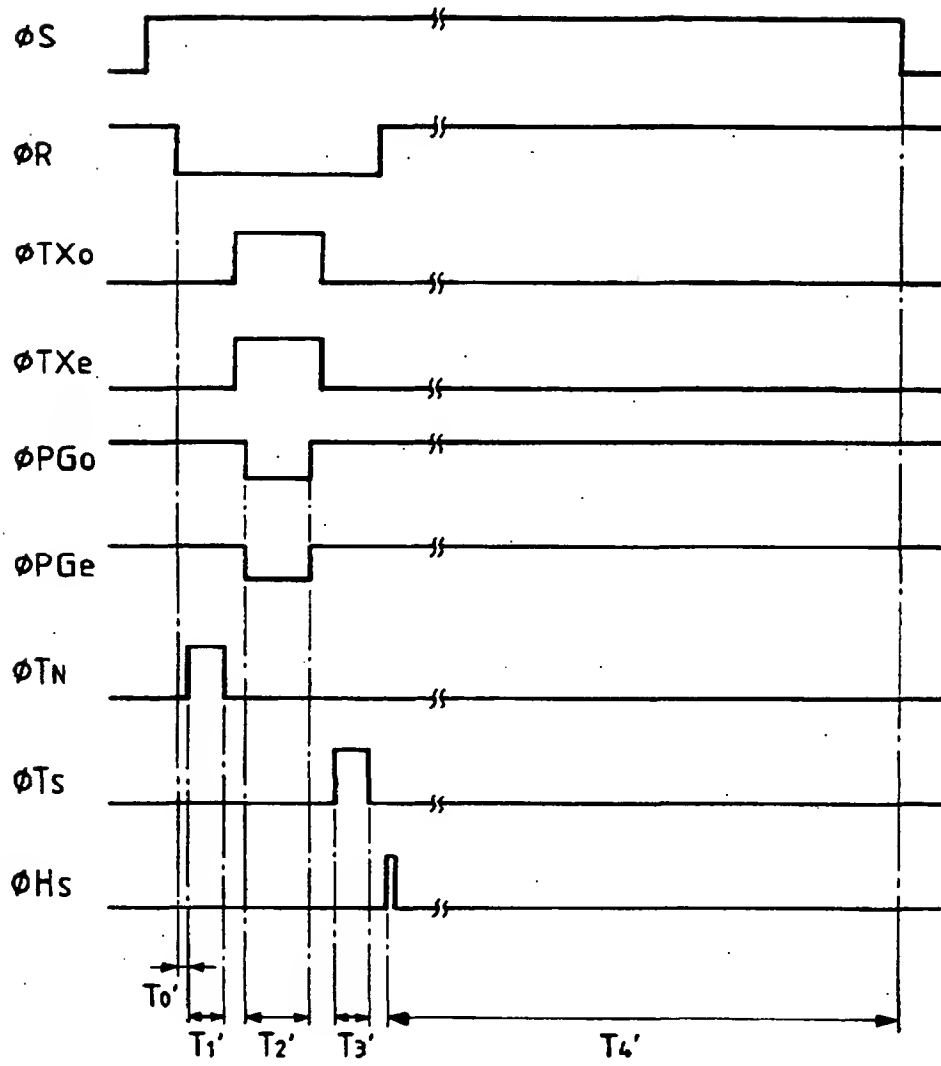 øS
øR
øTXo
øTXe
øPGo
øPGe
øTN
øTs
øHs
To'
T1' T2' T3' T4'